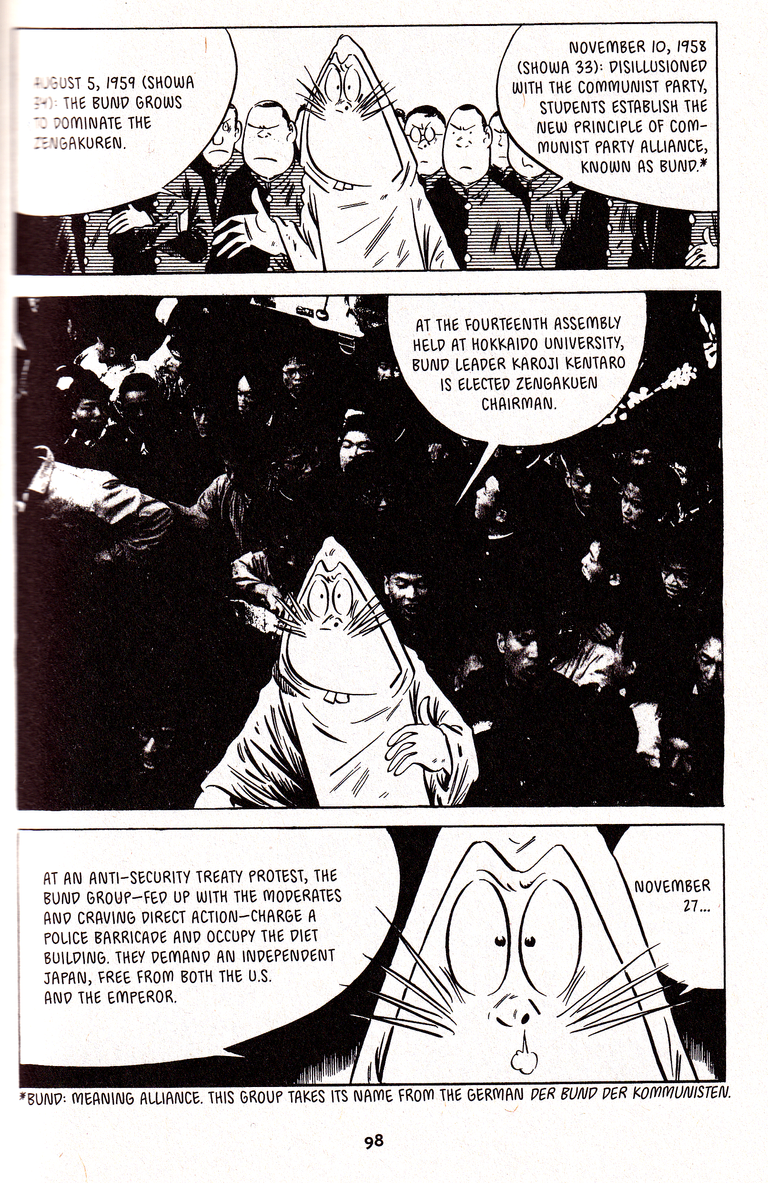 NOVEMBER 10, 1958
(SHOWA 33): DISILLUSIONED
WITH THE COMMUNIST PARTY,
STUDENTS ESTABLISH THE
NEW PRINCIPLE OF COM-
MUNIST PARTY ALLIANCE,
KNOWN AS BUND.*
AUGUST 5, 1959 (SHOWA
34): THE BUND GROWS
TO DOMINATE THE
ZENGAKUREN.
AT THE FOURTEENTH ASSEMBLY
HELD AT HOKKAIDO UNIVERSITY,
BUND LEADER KAROJI KENTARO
IS ELECTED ZENGAKUEN
CHAIRMAN.
NOVEMBER
27...
AT AN ANTI-SECURITY TREATY PROTEST, THE
BUND GROUP—FED UP WITH THE MODERATES
AND CRAVING DIRECT ACTION—CHARGE A
POLICE BARRICADE AND OCCUPY THE DIET
BUILDING. THEY DEMAND AN INDEPENDENT
JAPAN, FREE FROM BOTH THE U.S.
AND THE EMPEROR.
*BUND: MEANING ALLIANCE. THIS GROUP TAKES ITS NAME FROM THE GERMAN DER BUND DER KOMMUNISTEN.
98